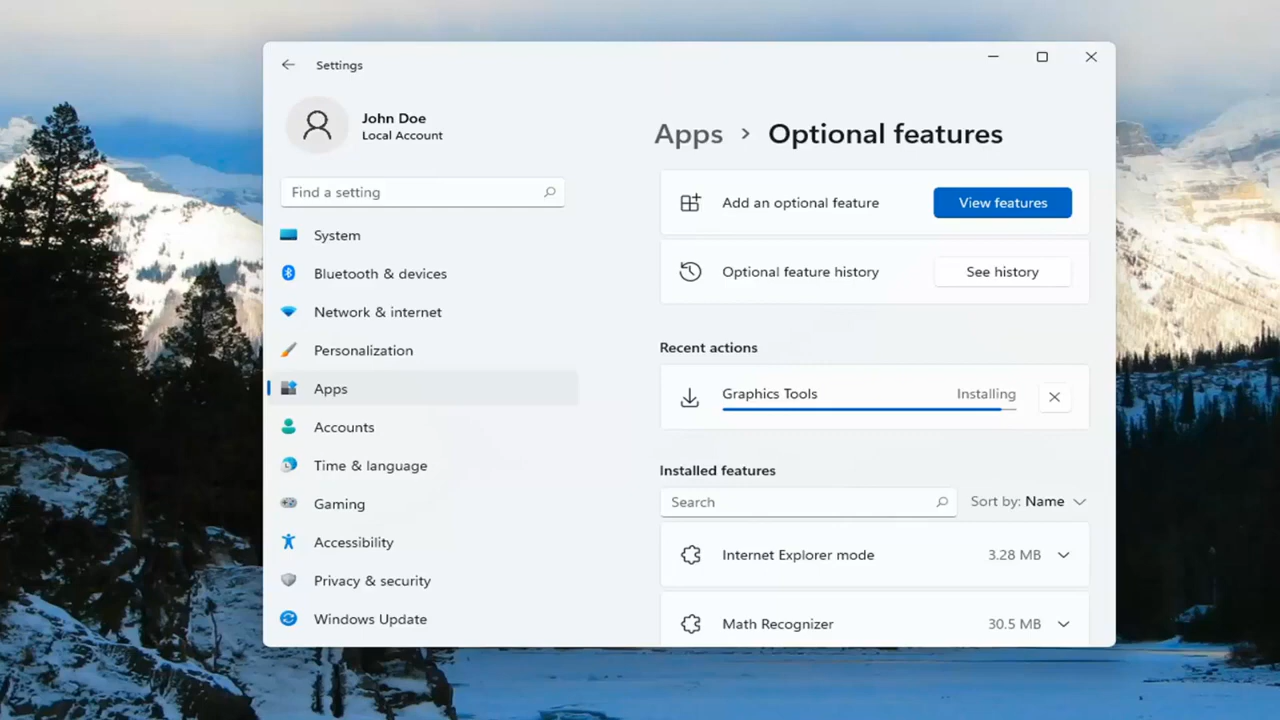 Settings
John Doe
Local Account
Find a setting
System
Bluetooth & devices
Network & internet
Personalization
Apps
Accounts
Time & language
Gaming
Accessibility
Privacy & security
Windows Update
Apps > Optional features
Add an optional feature View features
Optional feature history See history
Recent actions
Graphics Tools Installing
Installed features
Search Sort by: Name
Internet Explorer mode 3.28 MB
Math Recognizer 30.5 MB